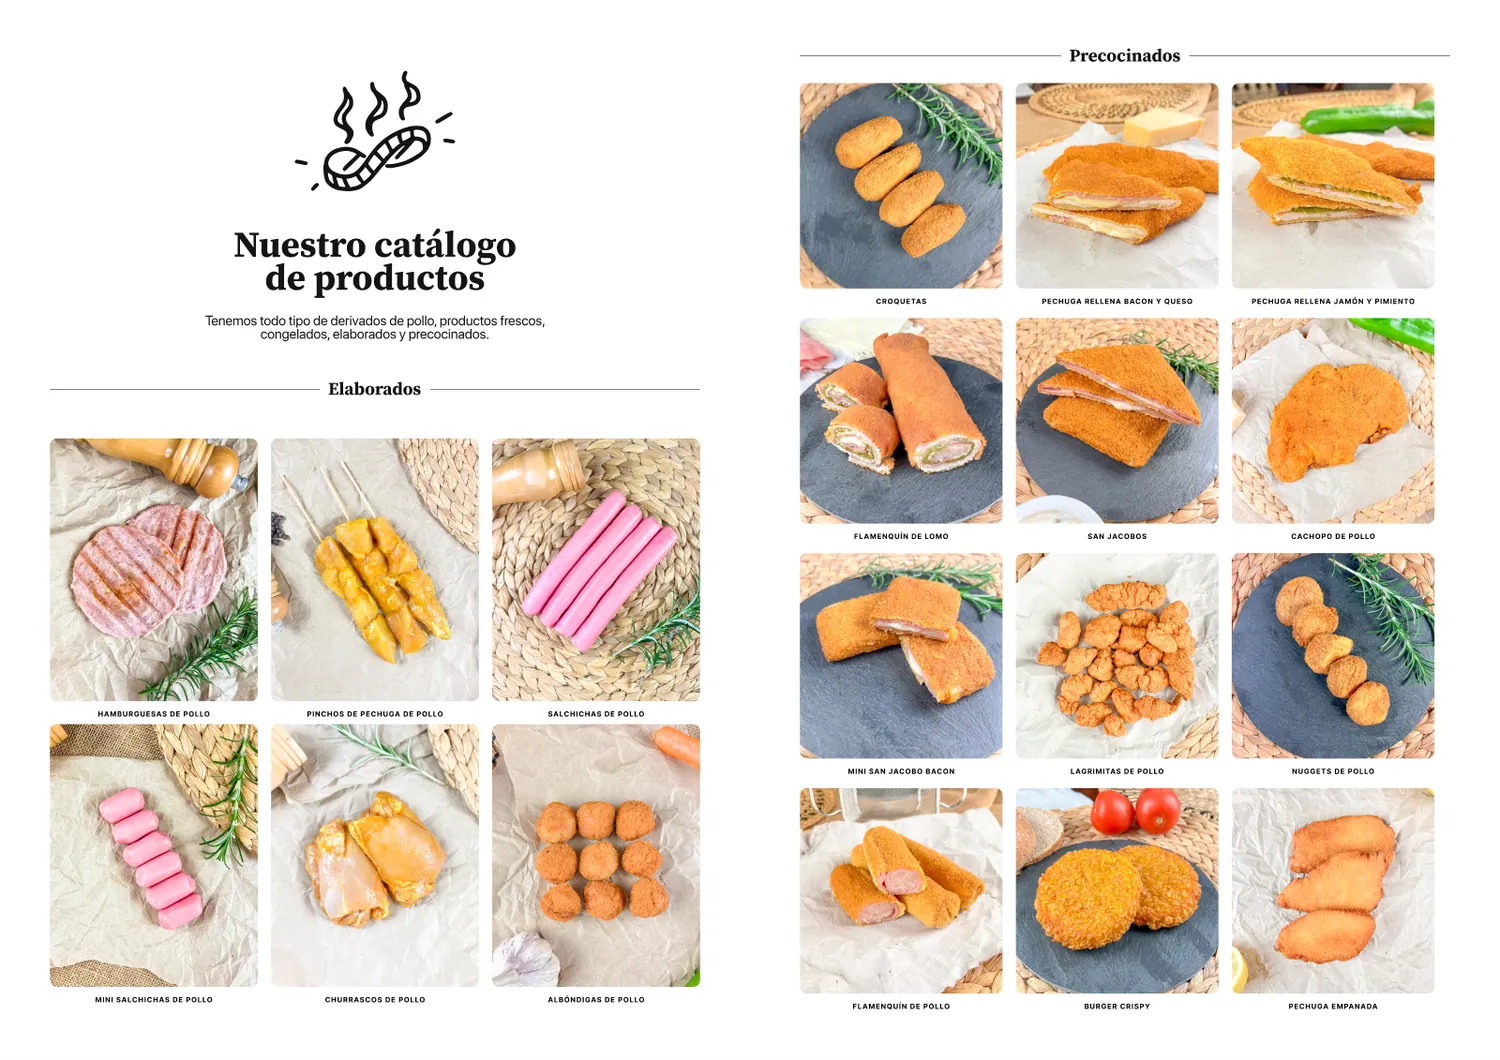 Nuestro catálogo
de productos
Tenemos todo tipo de derivados de pollo, productos frescos,
congelados, elaborados y precocinados.
Elaborados
HAMBURGUESAS DE POLLO
PINCHOS DE PECHUGA DE POLLO
SALCHICHAS DE POLLO
MINI SALCHICHAS DE POLLO
CHURRASCOS DE POLLO
ALBÓNDIGAS DE POLLO
Precocinados
CROQUETAS
PECHUGA RELLENA BACON Y QUESO
PECHUGA RELLENA JAMÓN Y PIMIENTO
FLAMENQUÍN DE LOMO
SAN JACOBOS
CACHOPO DE POLLO
MINI SAN JACOBO BACON
LAGRIMITAS DE POLLO
NUGGETS DE POLLO
FLAMENQUÍN DE POLLO
BURGER CRISPY
PECHUGA EMPANADA